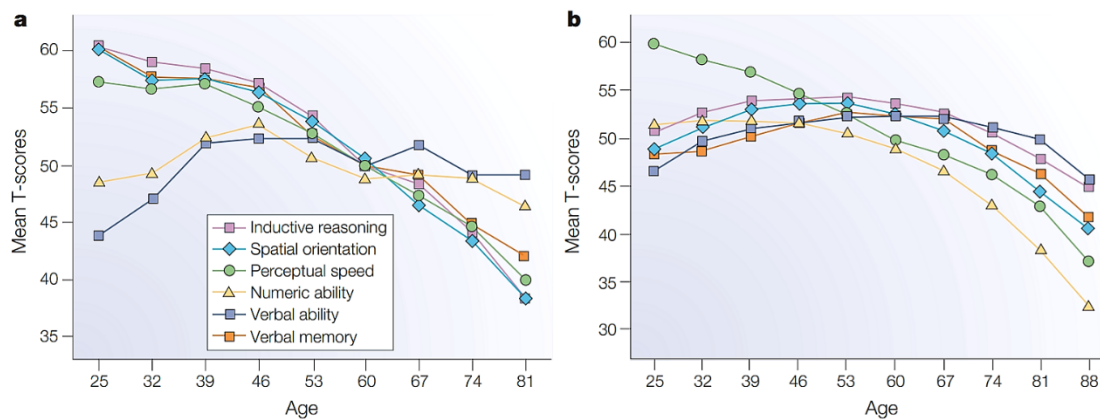 a
60
55
50
45
40
35
Mean T-scores
Inductive reasoning
Spatial orientation
Perceptual speed
Numeric ability
Verbal ability
Verbal memory
25 32 39 46 53 60 67 74 81
Age
b
60
55
50
45
40
35
30
Mean T-scores
25 32 39 46 53 60 67 74 81 88
Age